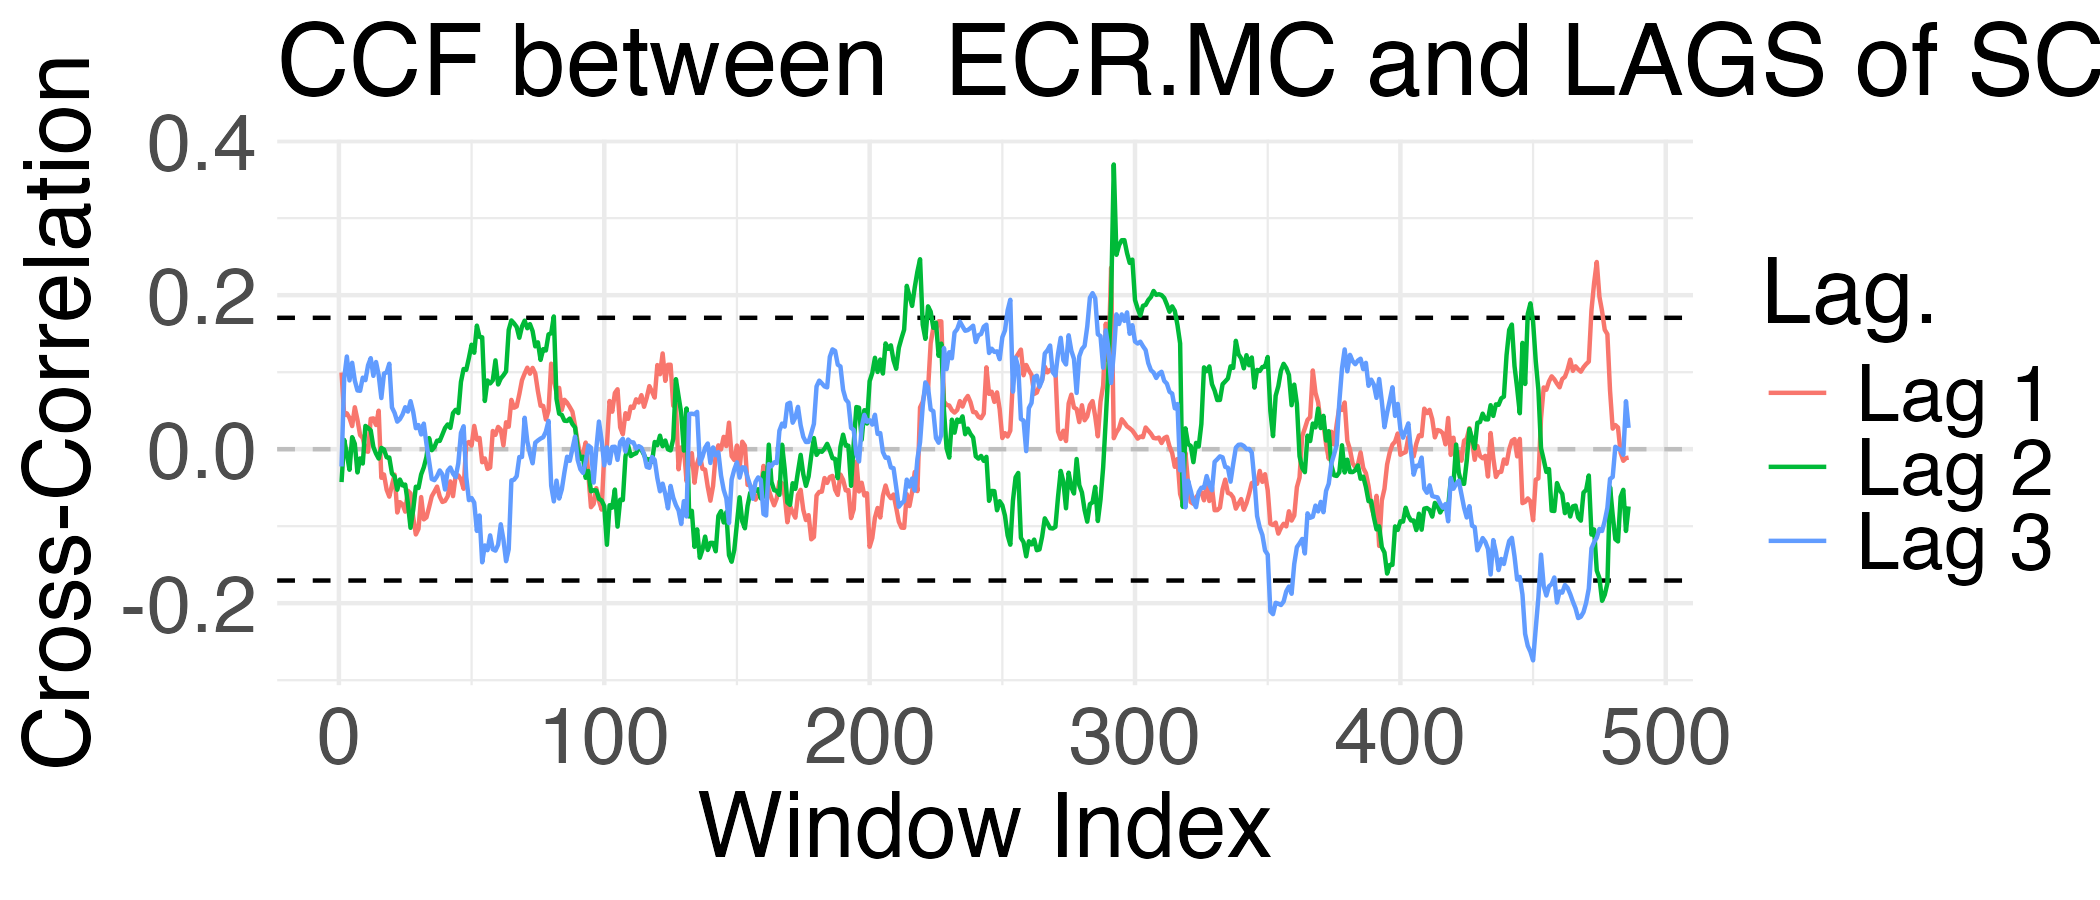 CCF between  ECR.MC and LAGS of SC
Cross-Correlation
0.4
0.2
0.0
-0.2
0 100 200 300 400 500
Window Index
Lag.
Lag 1
Lag 2
Lag 3